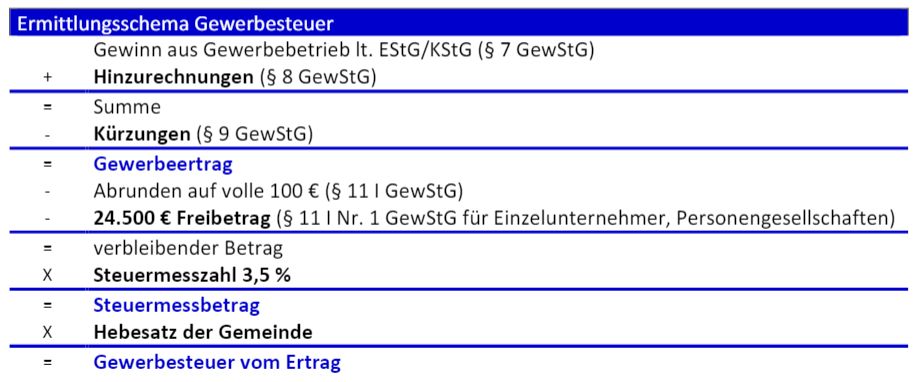 Ermittlungsschema Gewerbesteuer
Gewinn aus Gewerbebetrieb lt. EStG/KStG (§ 7 GewStG)
+ Hinzurechnungen (§ 8 GewStG)
= Summe
- Kürzungen (§ 9 GewStG)
= Gewerbeertrag
- Abrunden auf volle 100 € (§ 11 I GewStG)
- 24.500 € Freibetrag (§ 11 I Nr. 1 GewStG für Einzelunternehmer, Personengesellschaften)
= verbleibender Betrag
X Steuermesszahl 3,5 %
= Steuermessbetrag
X Hebesatz der Gemeinde
= Gewerbesteuer vom Ertrag